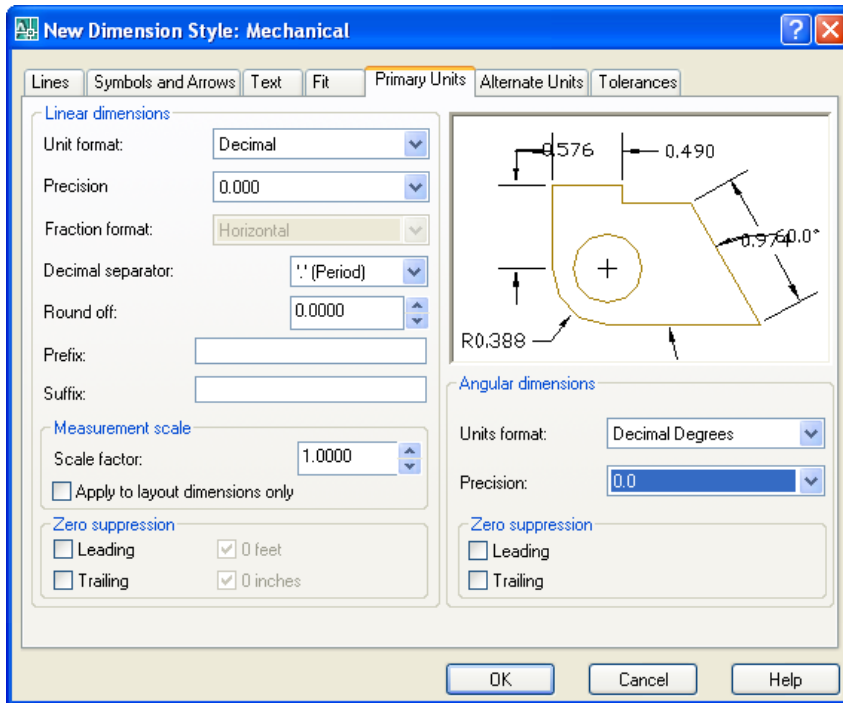 New Dimension Style: Mechanical
Lines Symbols and Arrows Text Fit Primary Units Alternate Units Tolerances
Linear dimensions
Unit format: Decimal
Precision 0.000
Fraction format: Horizontal
Decimal separator: '.' (Period)
Round off: 0.0000
Prefix:
Suffix:
Measurement scale
Scale factor: 1.0000
Apply to layout dimensions only
Zero suppression
Leading 0 feet
Trailing 0 inches
0.576 0.490
0.974 60.0°
R0.388
Angular dimensions
Units format: Decimal Degrees
Precision: 0.0
Zero suppression
Leading
Trailing
OK Cancel Help